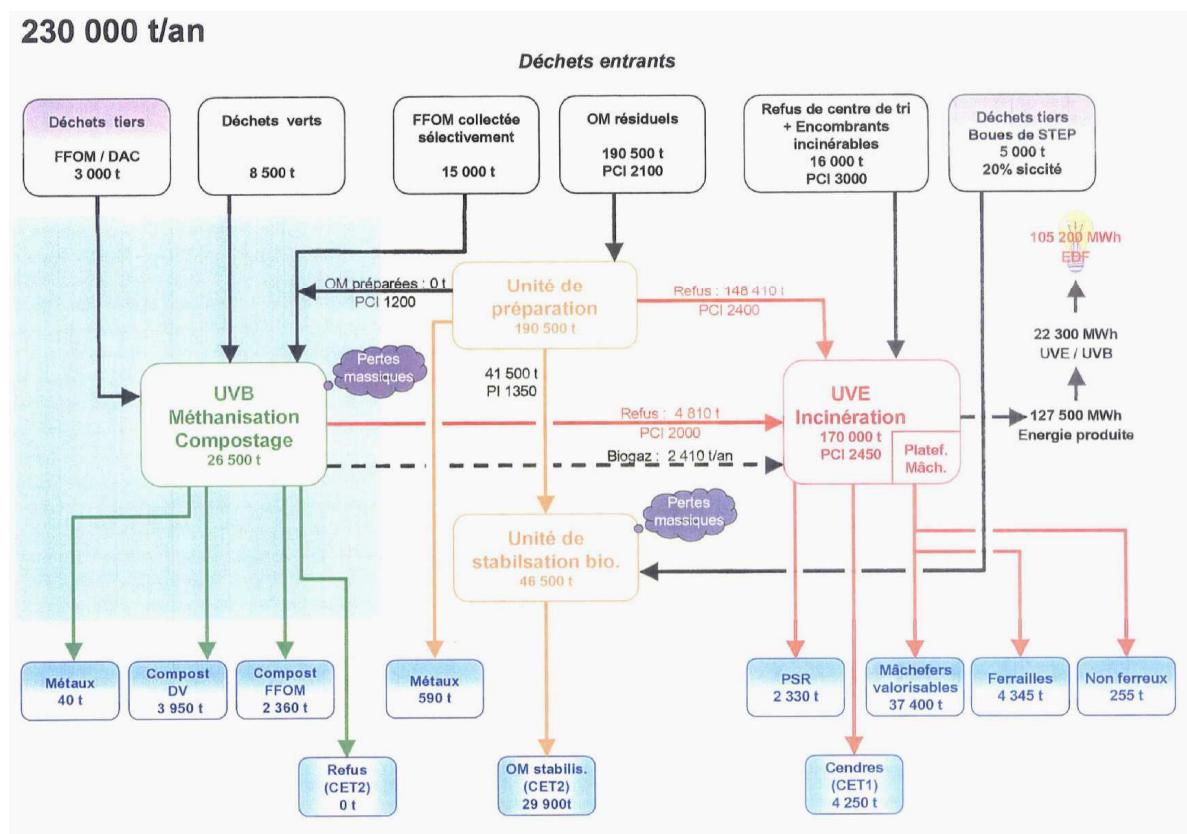 230 000 t/an
Déchets entrants
Déchets tiers
FFOM / DAC
3 000 t
Déchets verts
8 500 t
FFOM collectée
sélectivement
15 000 t
OM résiduels
190 500 t
PCI 2100
Refus de centre de tri
+ Encombrants
incinérables
16 000 t
PCI 3000
Déchets tiers
Boues de STEP
5 000 t
20% siccité
105 200 MWh
EDF
OM préparées : 0 t
PCI 1200
Unité de
préparation
190 500 t
Refus : 148 410 t
PCI 2400
22 300 MWh
UVE / UVB
Pertes
massiques
41 500 t
PI 1350
UVB
Méthanisation
Compostage
26 500 t
Refus : 4 810 t
PCI 2000
Biogaz : 2 410 t/an
UVE
Incinération
170 000 t
PCI 2450
Platef.
Mâch.
127 500 MWh
Energie produite
Pertes
massiques
Unité de
stabilsation bio.
46 500 t
Métaux
40 t
Compost
DV
3 950 t
Compost
FFOM
2 360 t
Métaux
590 t
PSR
2 330 t
Mâchefers
valorisables
37 400 t
Ferrailles
4 345 t
Non ferreux
255 t
Refus
(CET2)
0 t
OM stabilis.
(CET2)
29 900t
Cendres
(CET1)
4 250 t